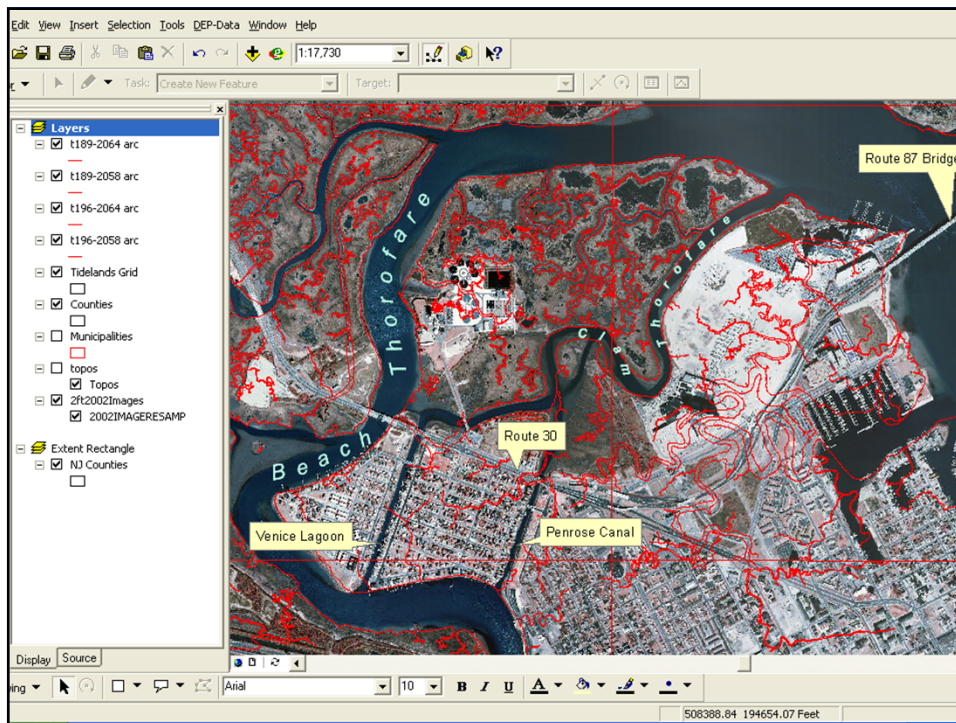 Edit View Insert Selection Tools DEP-Data Window Help
1:17,730
Task: Create New Feature Target:
Layers
t189-2064 arc
t189-2058 arc
t196-2064 arc
t196-2058 arc
Tidelands Grid
Counties
Municipalities
topos
Topos
2ft2002Images
2002IMAGERESAMP
Extent Rectangle
NJ Counties
Route 87 Bridge
Beach Thorofare
Clam Thorofare
Route 30
Venice Lagoon
Penrose Canal
Display Source
Arial 10 B I U A
508388.84 194654.07 Feet